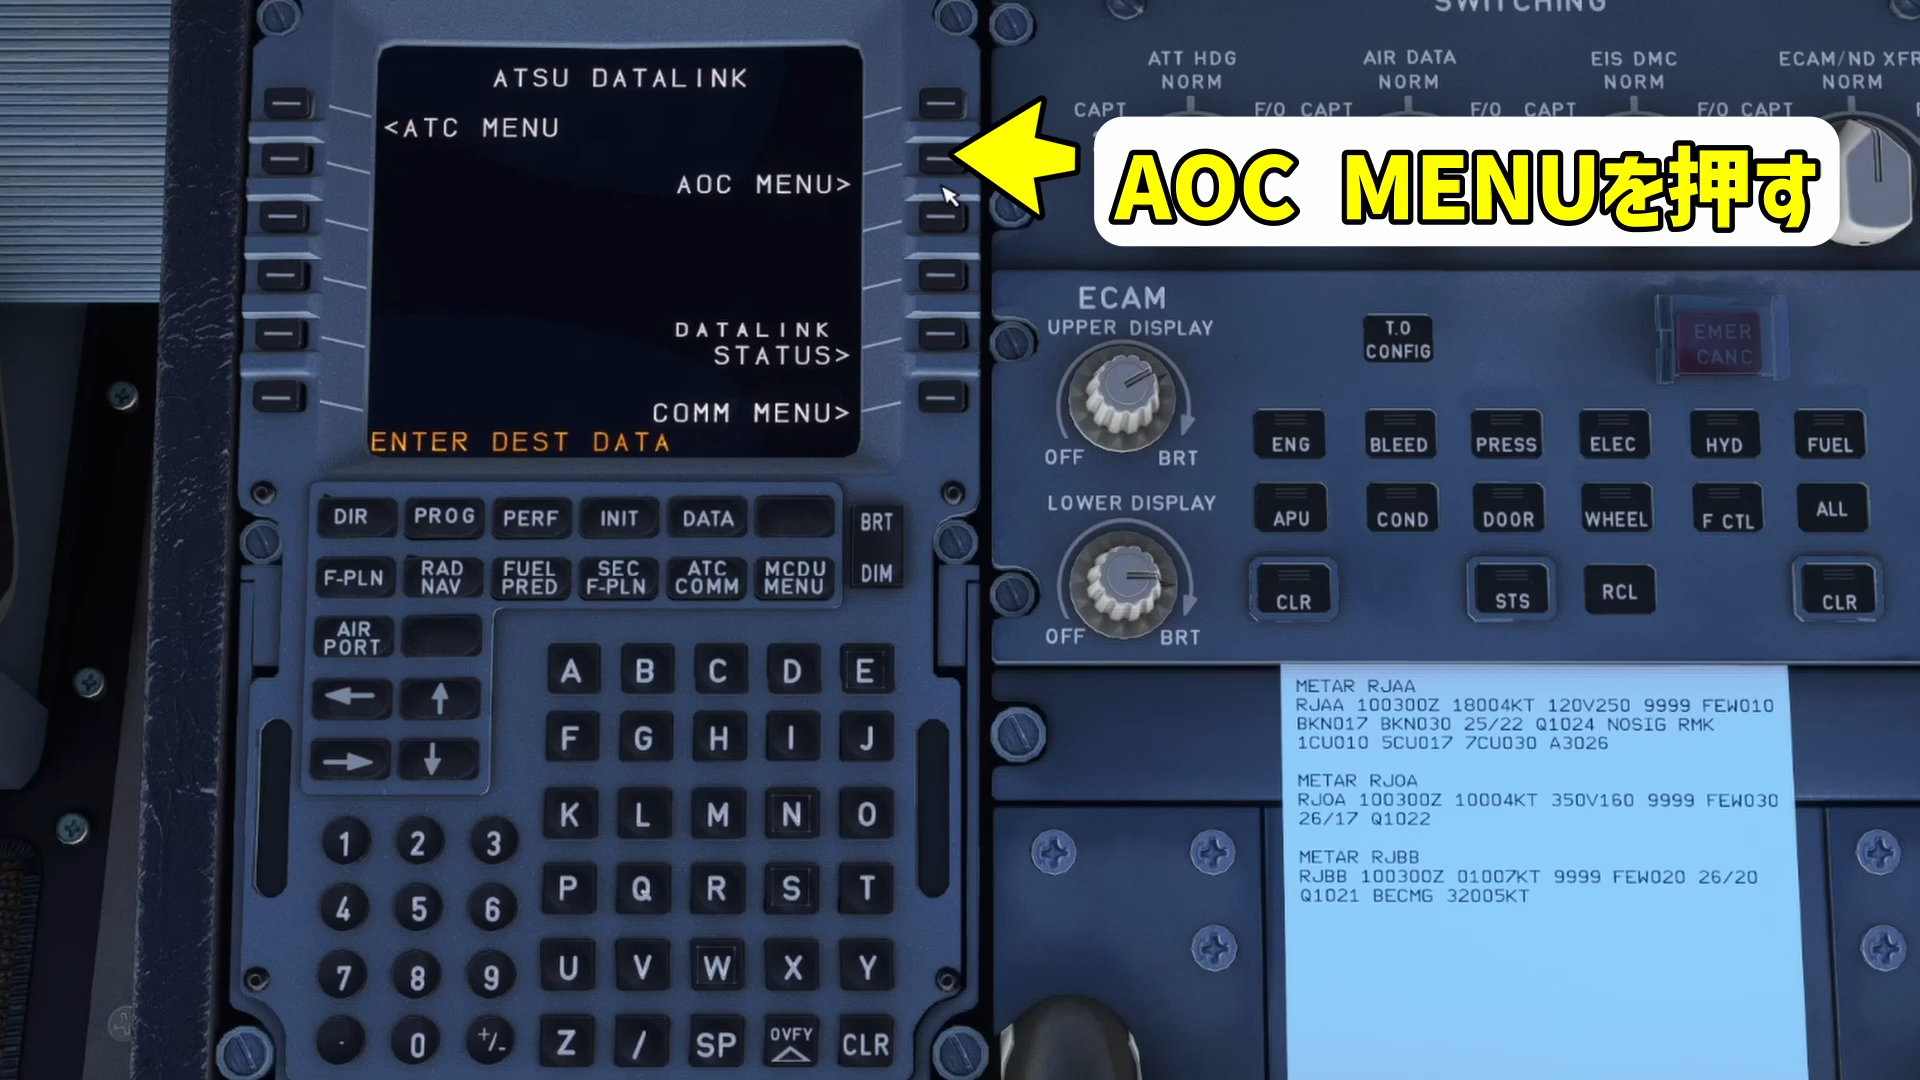 ATSU DATALINK
<ATC MENU
AOC MENU>
DATALINK
STATUS>
COMM MENU>
ENTER DEST DATA
DIR PROG PERF INIT DATA
BRT
DIM
F-PLN RAD NAV FUEL PRED SEC F-PLN ATC COMM MCDU MENU
AIR PORT
A B C D E
F G H I J
K L M N O
P Q R S T
U V W X Y
Z / SP OVFY CLR
1 2 3
4 5 6
7 8 9
. 0 +/-
SWITCHING
ATT HDG AIR DATA EIS DMC ECAM/ND XFR
NORM NORM NORM NORM
CAPT F/O CAPT F/O CAPT F/O CAPT F
AOC MENUを押す
ECAM
UPPER DISPLAY
OFF BRT
LOWER DISPLAY
OFF BRT
T.O
CONFIG
EMER
CANC
ENG BLEED PRESS ELEC HYD FUEL
APU COND DOOR WHEEL F CTL ALL
CLR STS RCL CLR
METAR RJAA
RJAA 100300Z 18004KT 120V250 9999 FEW010
BKN017 BKN030 25/22 Q1024 NOSIG RMK
1CU010 5CU017 7CU030 A3026
METAR RJOA
RJOA 100300Z 10004KT 350V160 9999 FEW030
26/17 Q1022
METAR RJBB
RJBB 100300Z 01007KT 9999 FEW020 26/20
Q1021 BECMG 32005KT